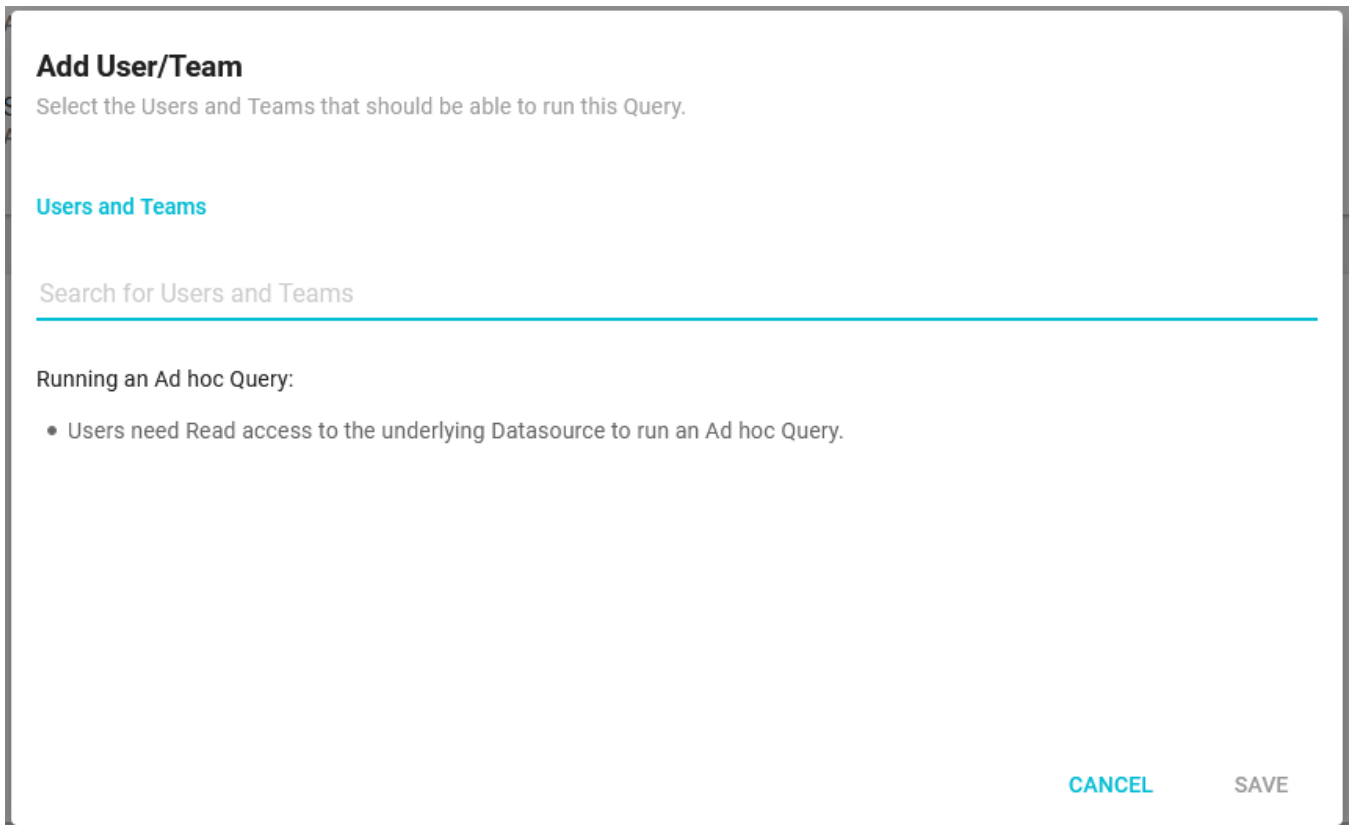 Add User/Team
Select the Users and Teams that should be able to run this Query.
Users and Teams
Search for Users and Teams
Running an Ad hoc Query:
• Users need Read access to the underlying Datasource to run an Ad hoc Query.
CANCEL SAVE